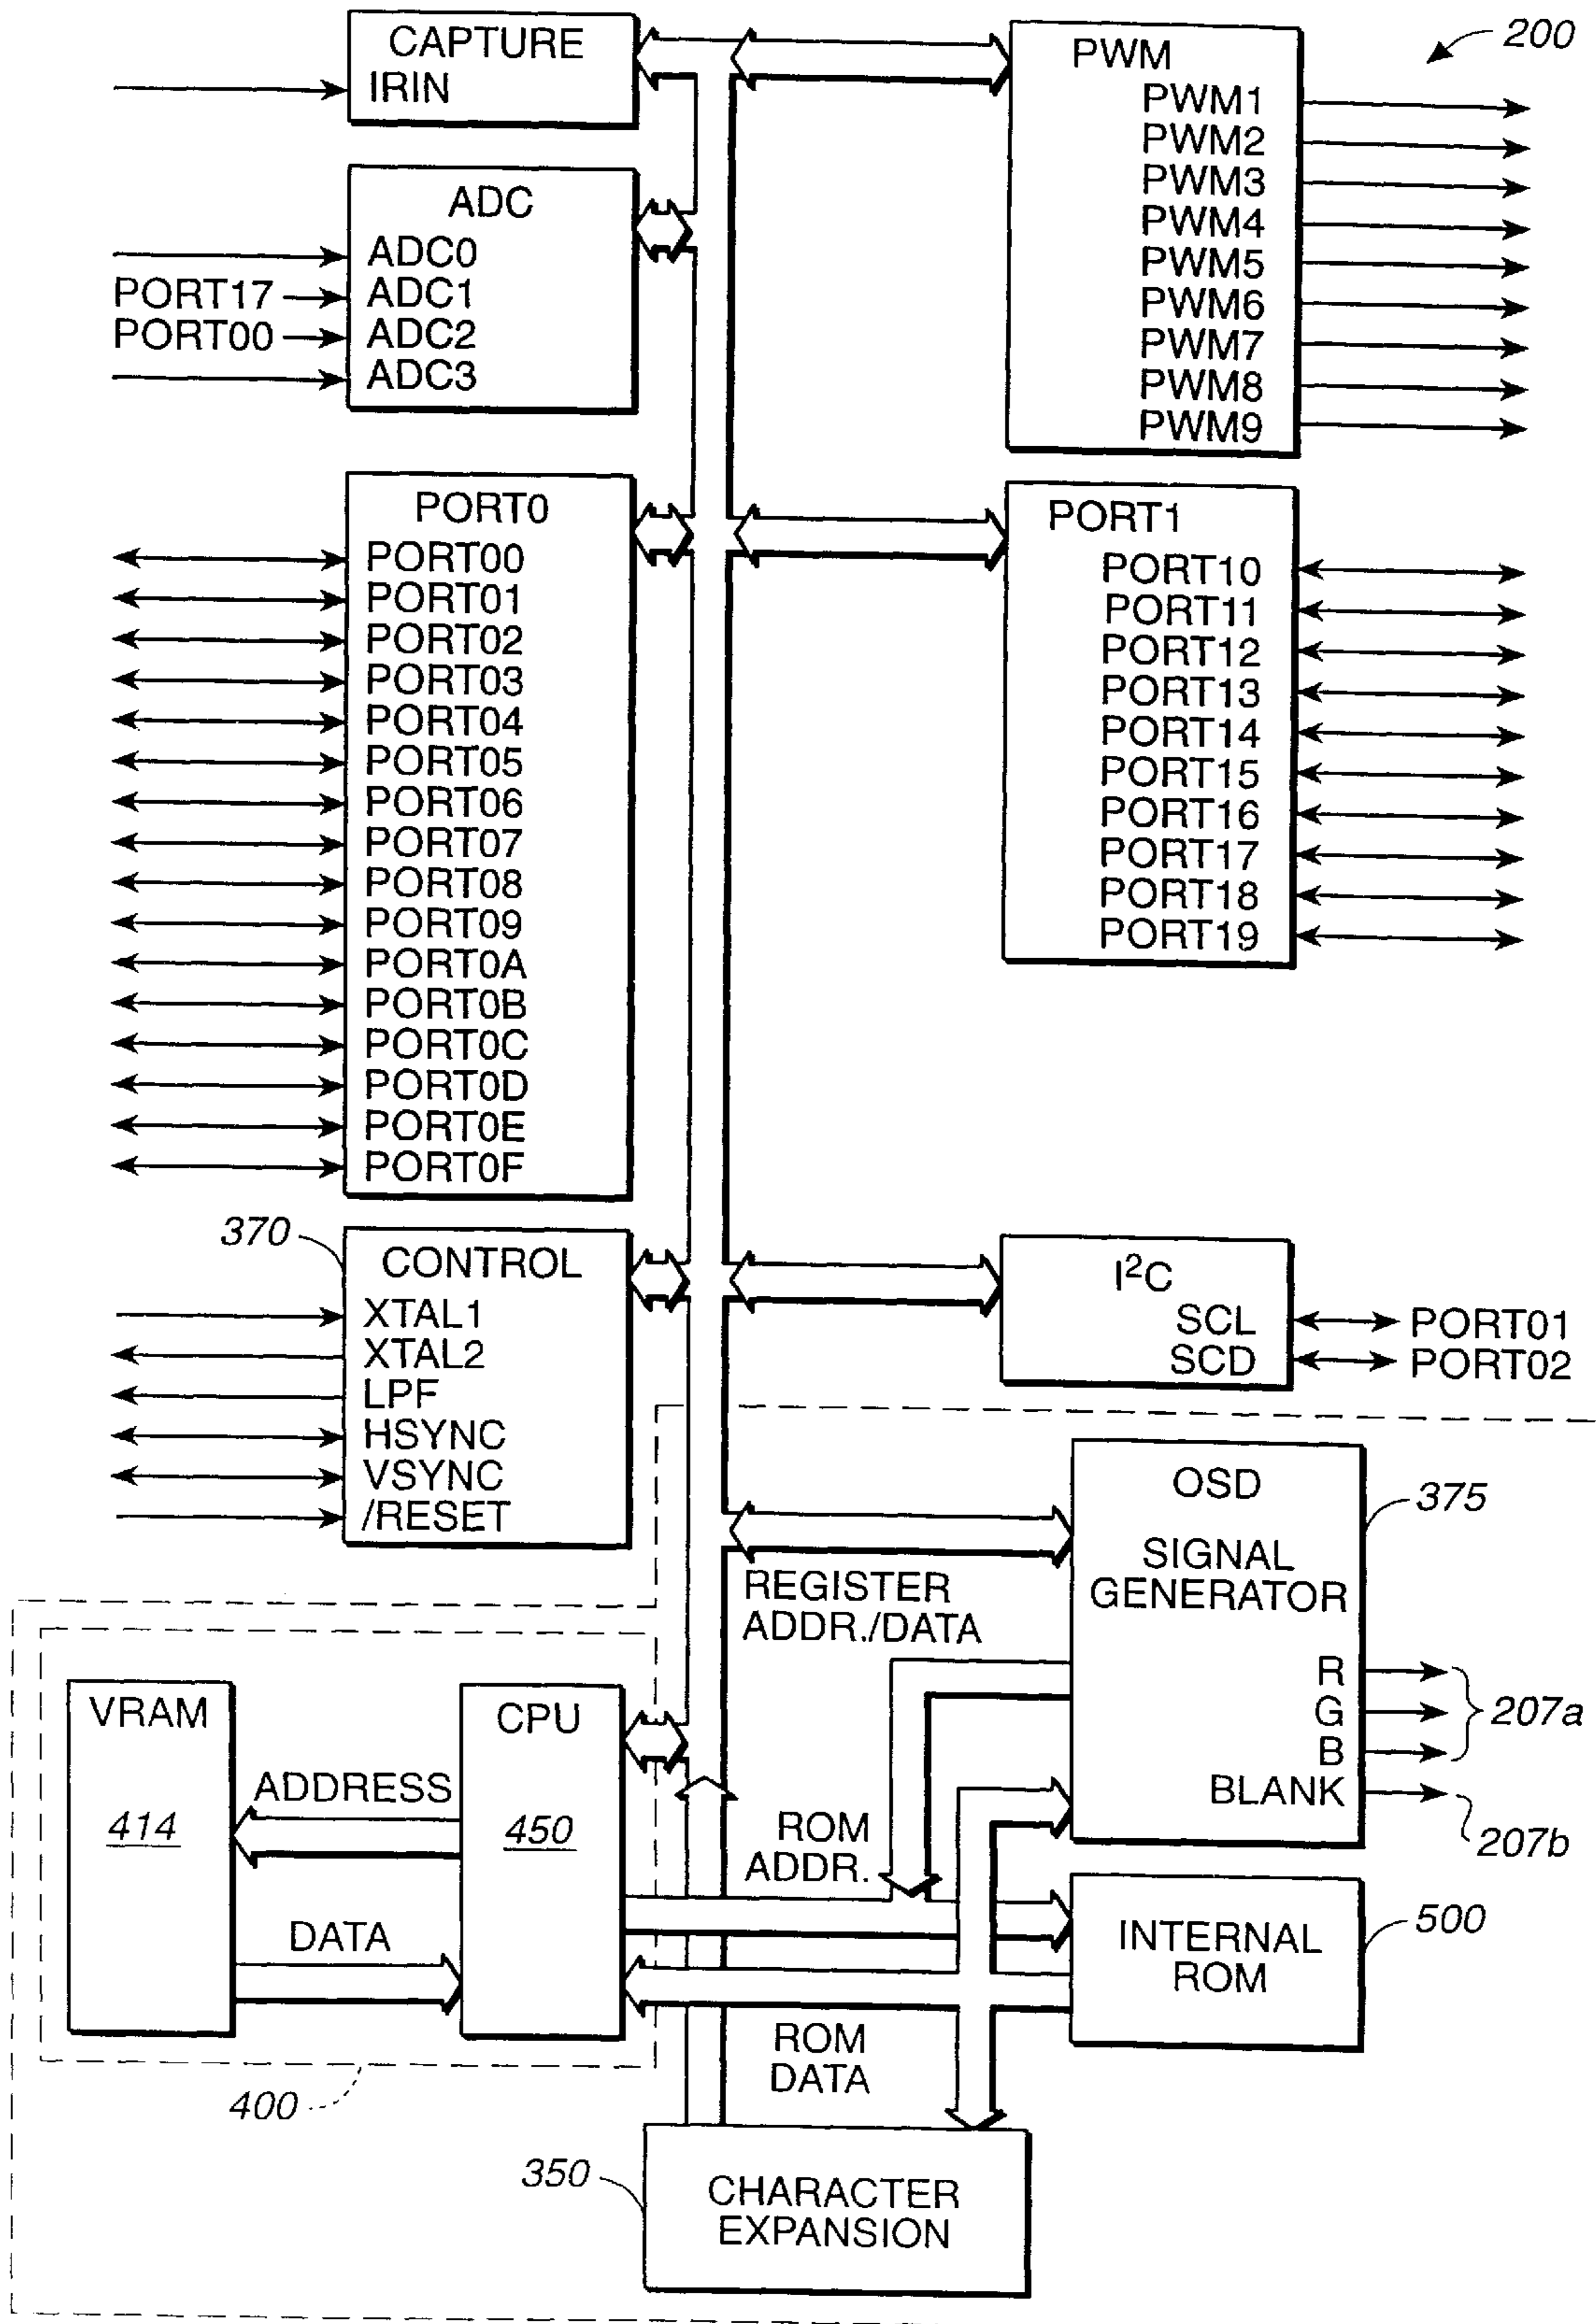 CAPTURE
IRIN
PWM
PWM1
PWM2
PWM3
PWM4
PWM5
PWM6
PWM7
PWM8
PWM9
200
ADC
ADC0
PORT17 ADC1
PORT00 ADC2
ADC3
PORT0
PORT00
PORT01
PORT02
PORT03
PORT04
PORT05
PORT06
PORT07
PORT08
PORT09
PORT0A
PORT0B
PORT0C
PORT0D
PORT0E
PORT0F
PORT1
PORT10
PORT11
PORT12
PORT13
PORT14
PORT15
PORT16
PORT17
PORT18
PORT19
370
CONTROL
XTAL1
XTAL2
LPF
HSYNC
VSYNC
/RESET
I²C
SCL PORT01
SCD PORT02
OSD
SIGNAL
GENERATOR
R
G
B
BLANK
375
207a
207b
REGISTER
ADDR./DATA
VRAM
414
ADDRESS
DATA
CPU
450
400
ROM
ADDR.
INTERNAL
ROM
500
ROM
DATA
350
CHARACTER
EXPANSION